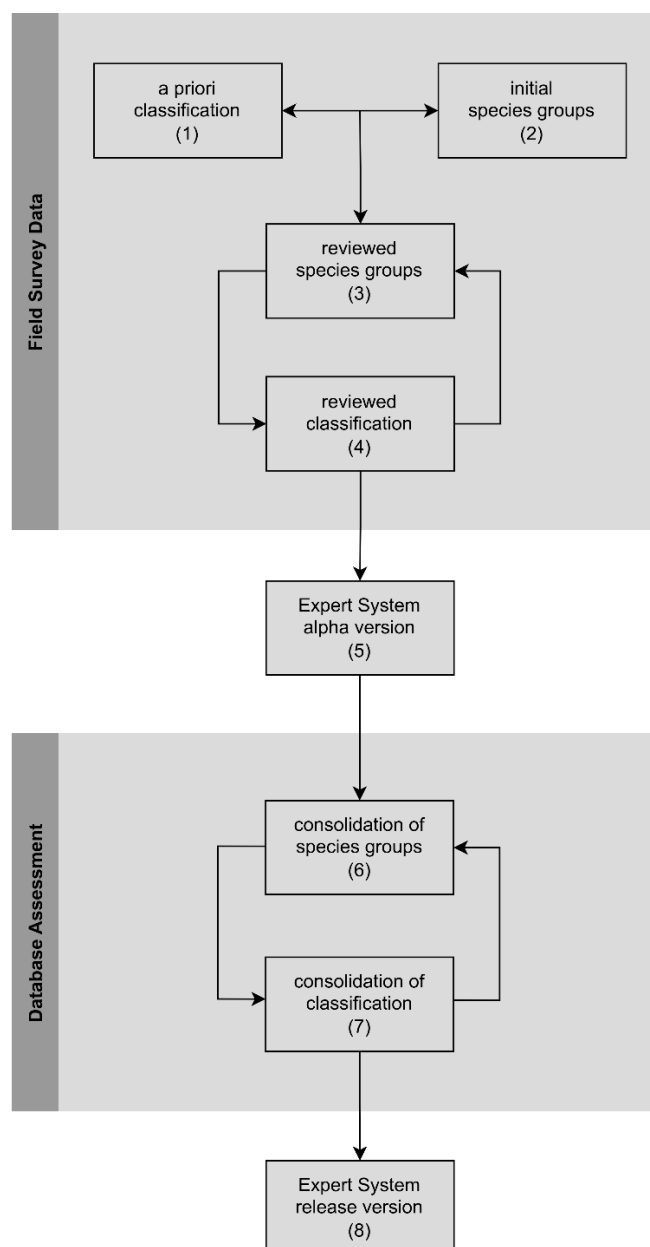 Field Survey Data
a priori
classification
(1)
initial
species groups
(2)
reviewed
species groups
(3)
reviewed
classification
(4)
Expert System
alpha version
(5)
Database Assessment
consolidation of
species groups
(6)
consolidation of
classification
(7)
Expert System
release version
(8)